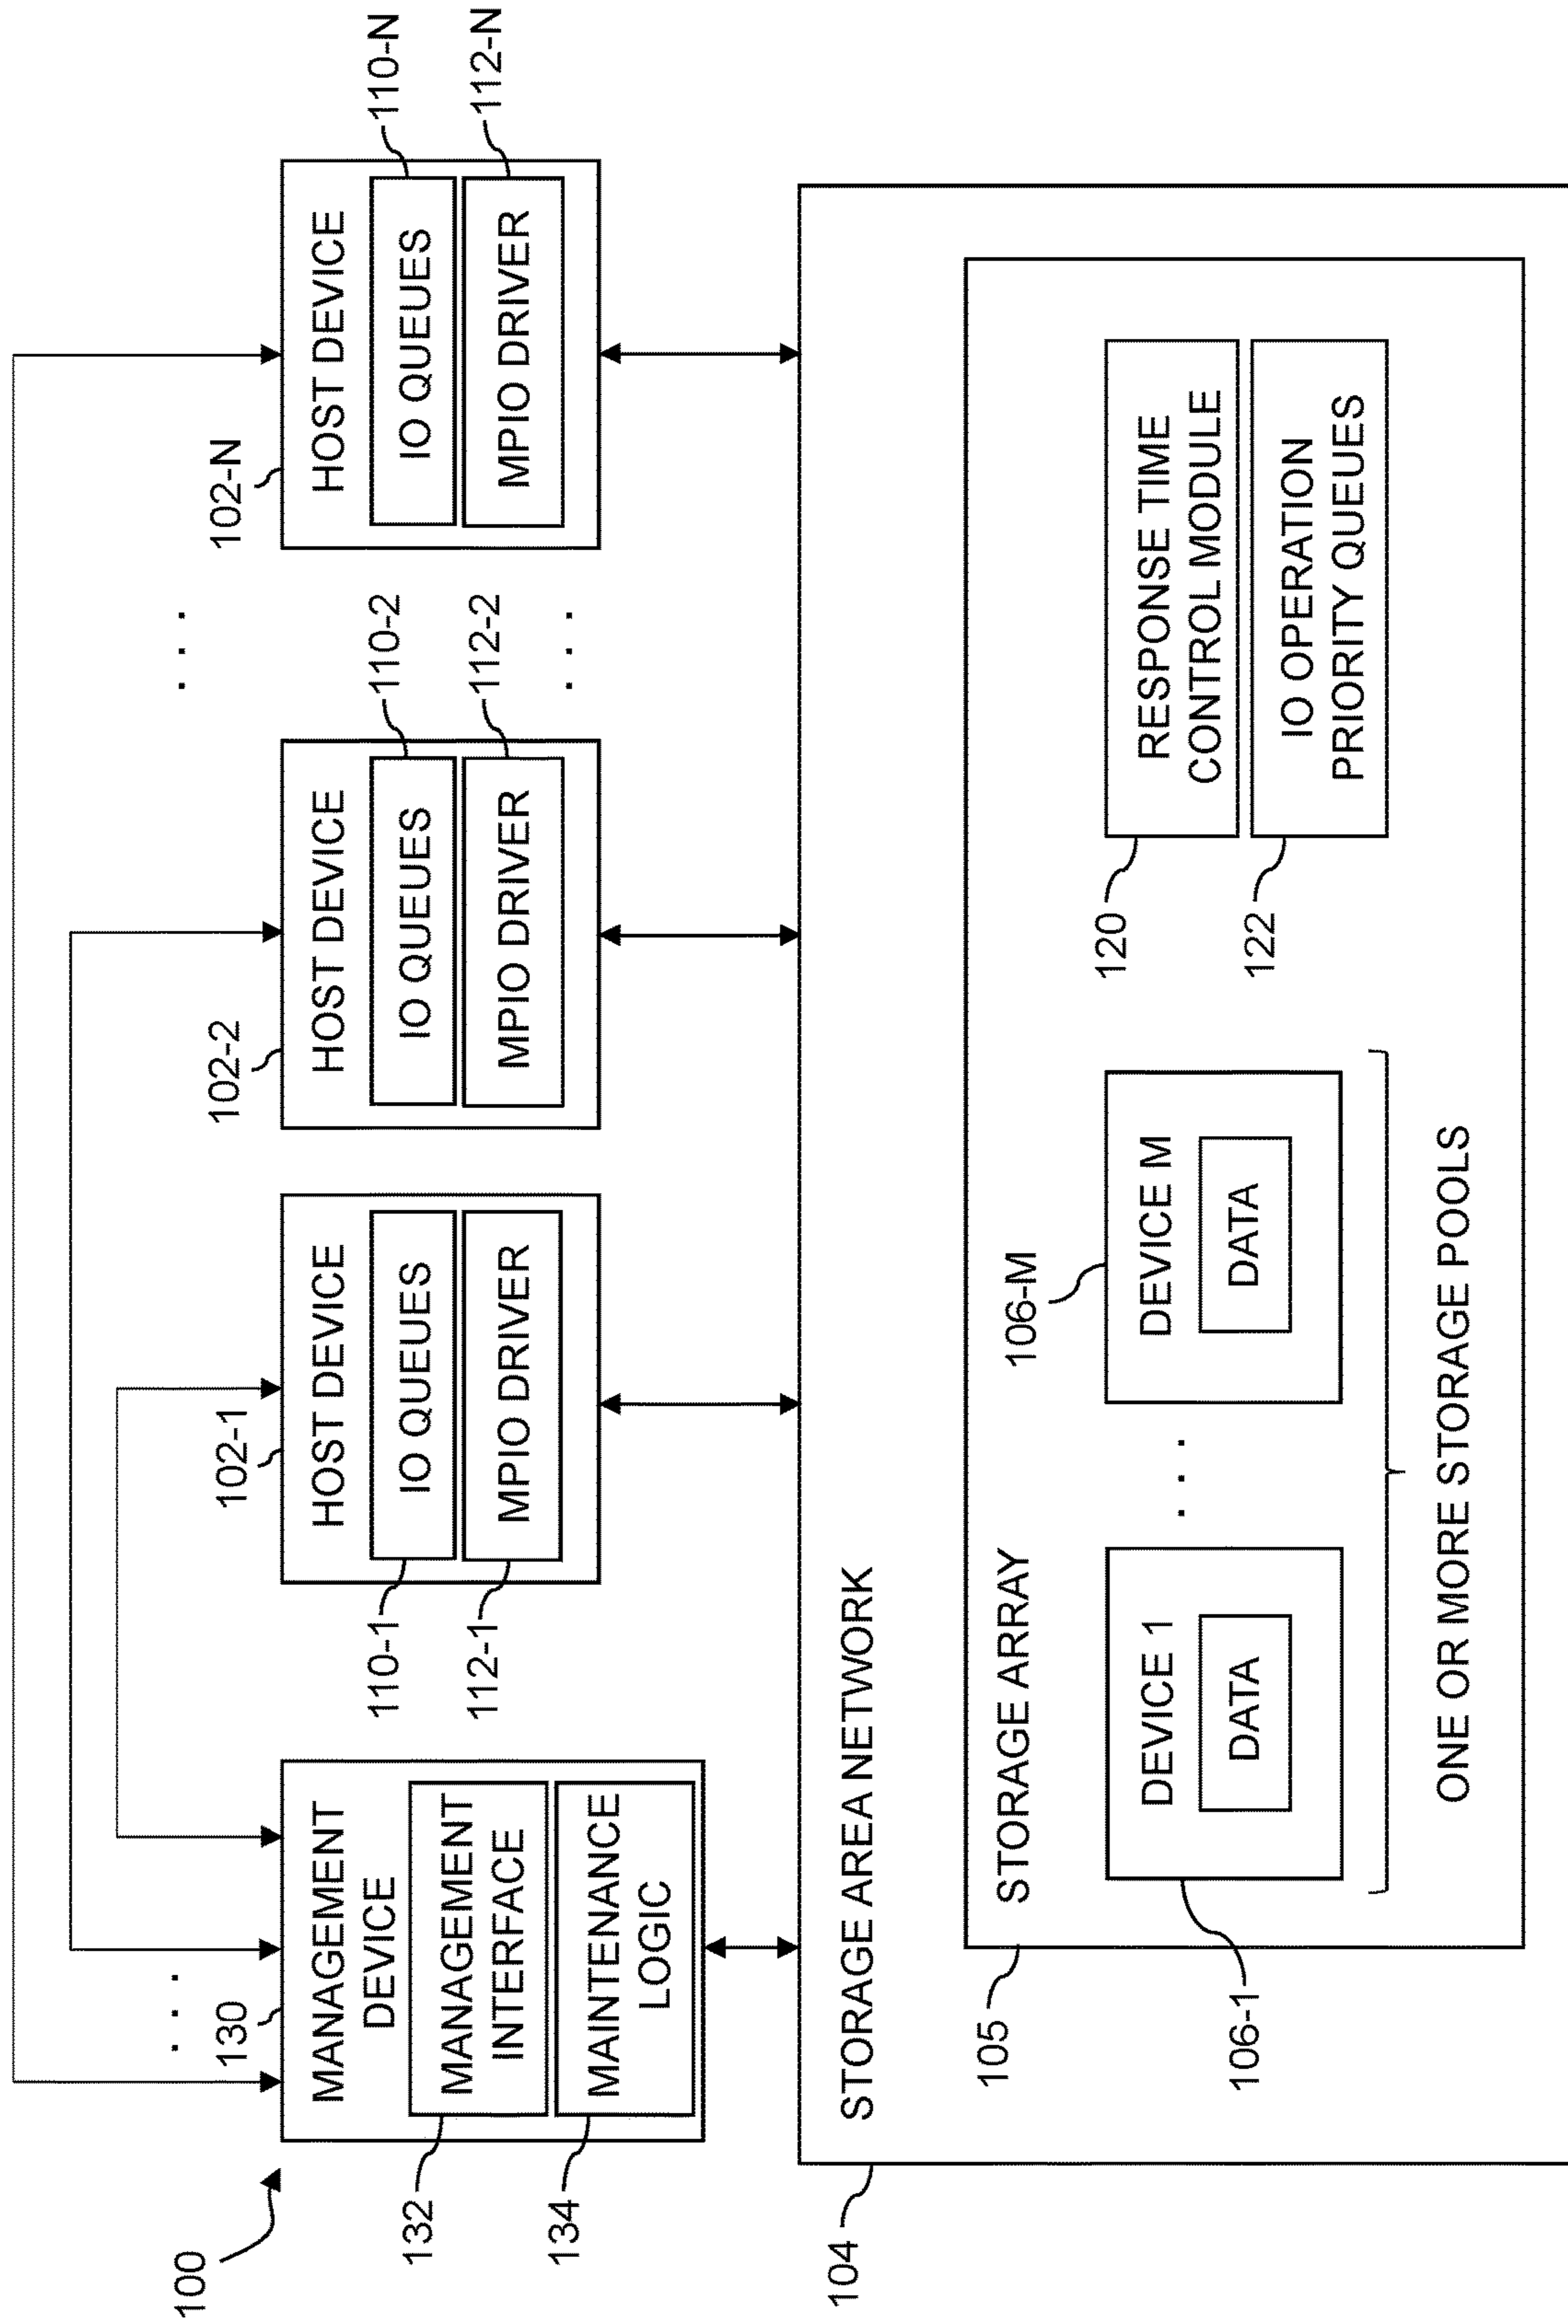 100
130
102-1
102-2
102-N
. . .
. . .
MANAGEMENT
DEVICE
132
MANAGEMENT
INTERFACE
134
MAINTENANCE
LOGIC
HOST DEVICE
110-1
IO QUEUES
112-1
MPIO DRIVER
HOST DEVICE
IO QUEUES
110-2
MPIO DRIVER
112-2
. . .
HOST DEVICE
IO QUEUES
110-N
MPIO DRIVER
112-N
104
STORAGE AREA NETWORK
105
STORAGE ARRAY
106-1
DEVICE 1
DATA
. . .
106-M
DEVICE M
DATA
ONE OR MORE STORAGE POOLS
120
RESPONSE TIME
CONTROL MODULE
122
IO OPERATION
PRIORITY QUEUES